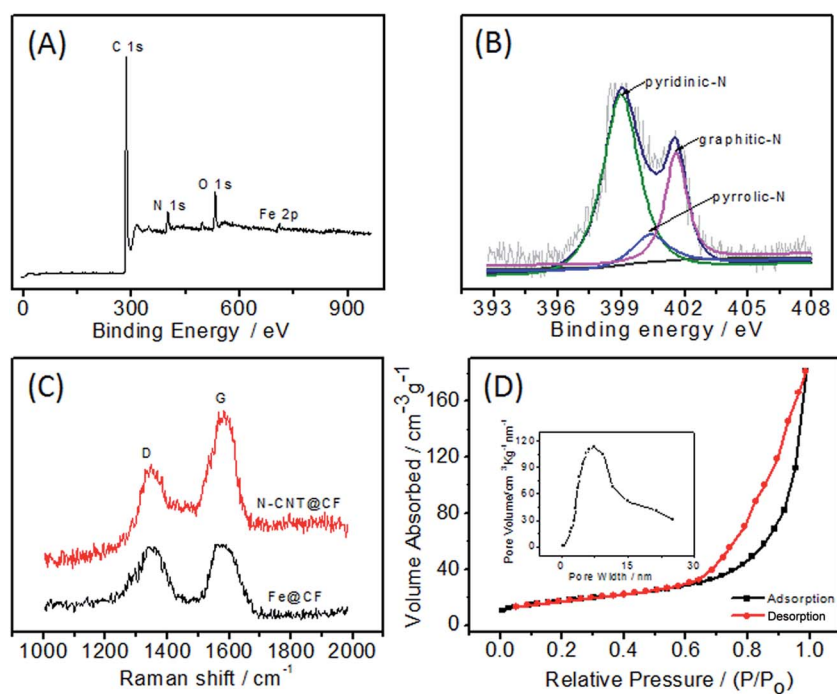 (A)
C 1s
N 1s
O 1s
Fe 2p
0 300 600 900
Binding Energy / eV
(B)
pyridinic-N
graphitic-N
pyrrolic-N
393 396 399 402 405 408
Binding energy / eV
(C)
G
D
N-CNT@CF
Fe@CF
1000 1200 1400 1600 1800 2000
Raman shift / cm-1
(D)
Volume Absorbed / cm-3g-1
160
120
80
40
0
Pore Volume/cm-3Kg-1nm-1
120
90
60
30
0
0 15 30
Pore Width / nm
Adsorption
Desorption
0.0 0.2 0.4 0.6 0.8 1.0
Relative Pressure / (P/Po)